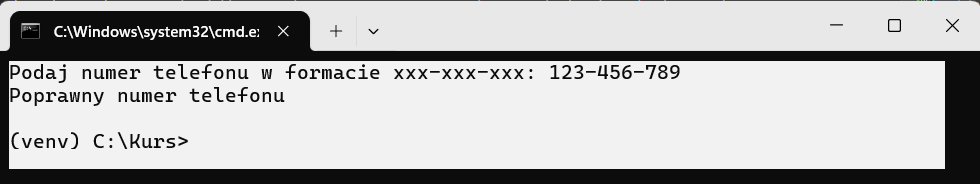 C:\Windows\system32\cmd.e
Podaj numer telefonu w formacie xxx-xxx-xxx: 123-456-789
Poprawny numer telefonu
(venv) C:\Kurs>